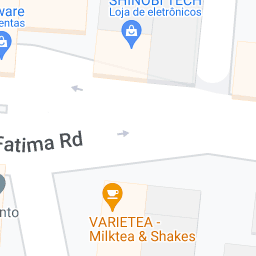 SHINOBI TECH
Loja de eletrônicos
ware
entas
Fatima Rd
VARIETEA -
Milktea & Shakes
nto